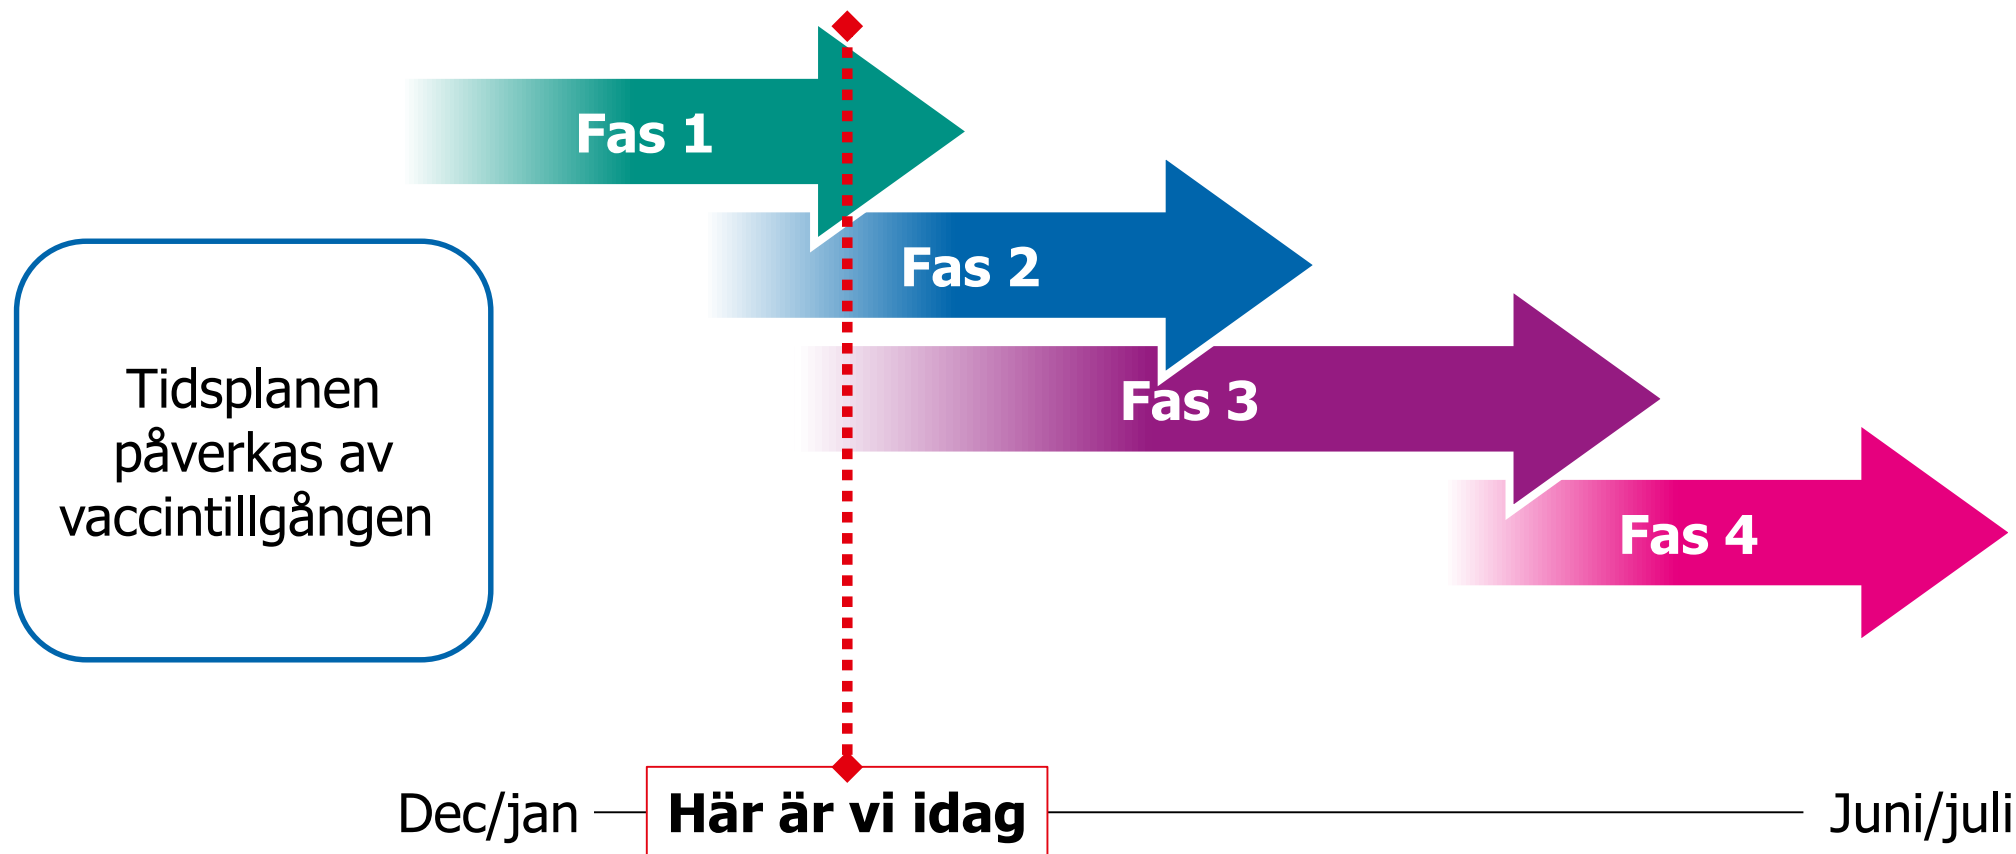 Fas 1
Fas 2
Fas 3
Fas 4
Tidsplanen
påverkas av
vaccintillgången
Dec/jan
Här är vi idag
Juni/juli